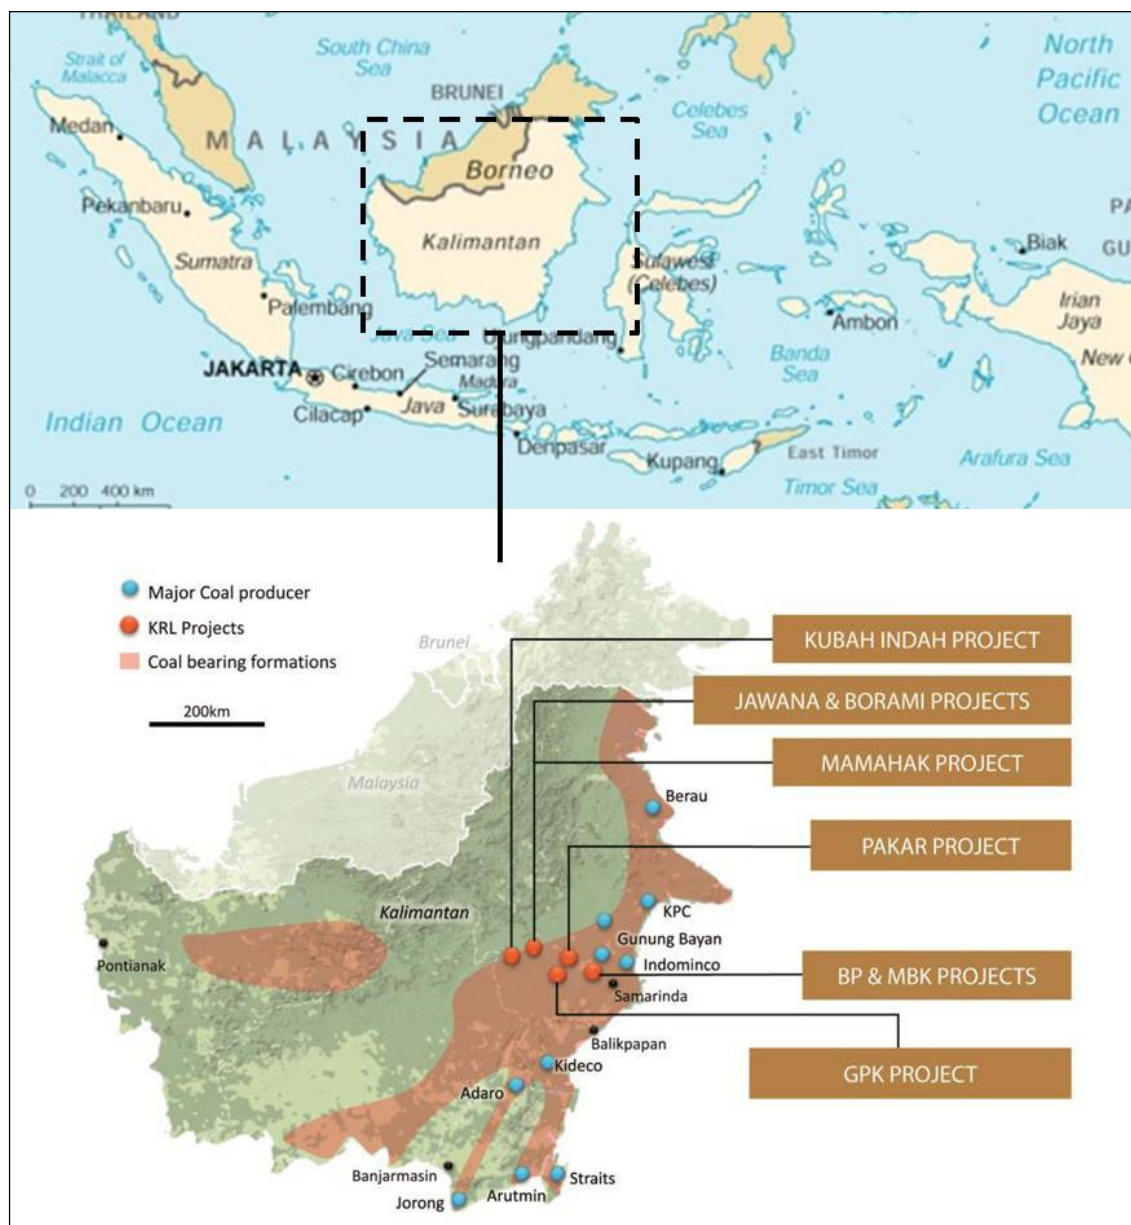 THAILAND
Strait of
Malacca
South China
Sea
BRUNEI
Celebes
Sea
North
Pacific
Ocean
Medan
MALAYSIA
Borneo
Pekanbaru
Kalimantan
Sumatra
Sulawesi
(Celebes)
Biak
PA
GU
Palembang
Java Sea
Ujungpandang
Ambon
Irian
Jaya
Semarang
JAKARTA
Cirebon
Madura
Banda
Sea
New
Cilacap
Java
Surabaya
Indian Ocean
Denpasar
Kupang
East Timor
Timor Sea
Arafura Sea
0 200 400 km
Major Coal producer
KRL Projects
Coal bearing formations
200km
Brunei
Malaysia
KUBAH INDAH PROJECT
JAWANA & BORAMI PROJECTS
MAMAHAK PROJECT
Berau
PAKAR PROJECT
Kalimantan
KPC
Gunung Bayan
Pontianak
Indominco
BP & MBK PROJECTS
Samarinda
Balikpapan
Kideco
GPK PROJECT
Adaro
Banjarmasin
Straits
Arutmin
Jorong